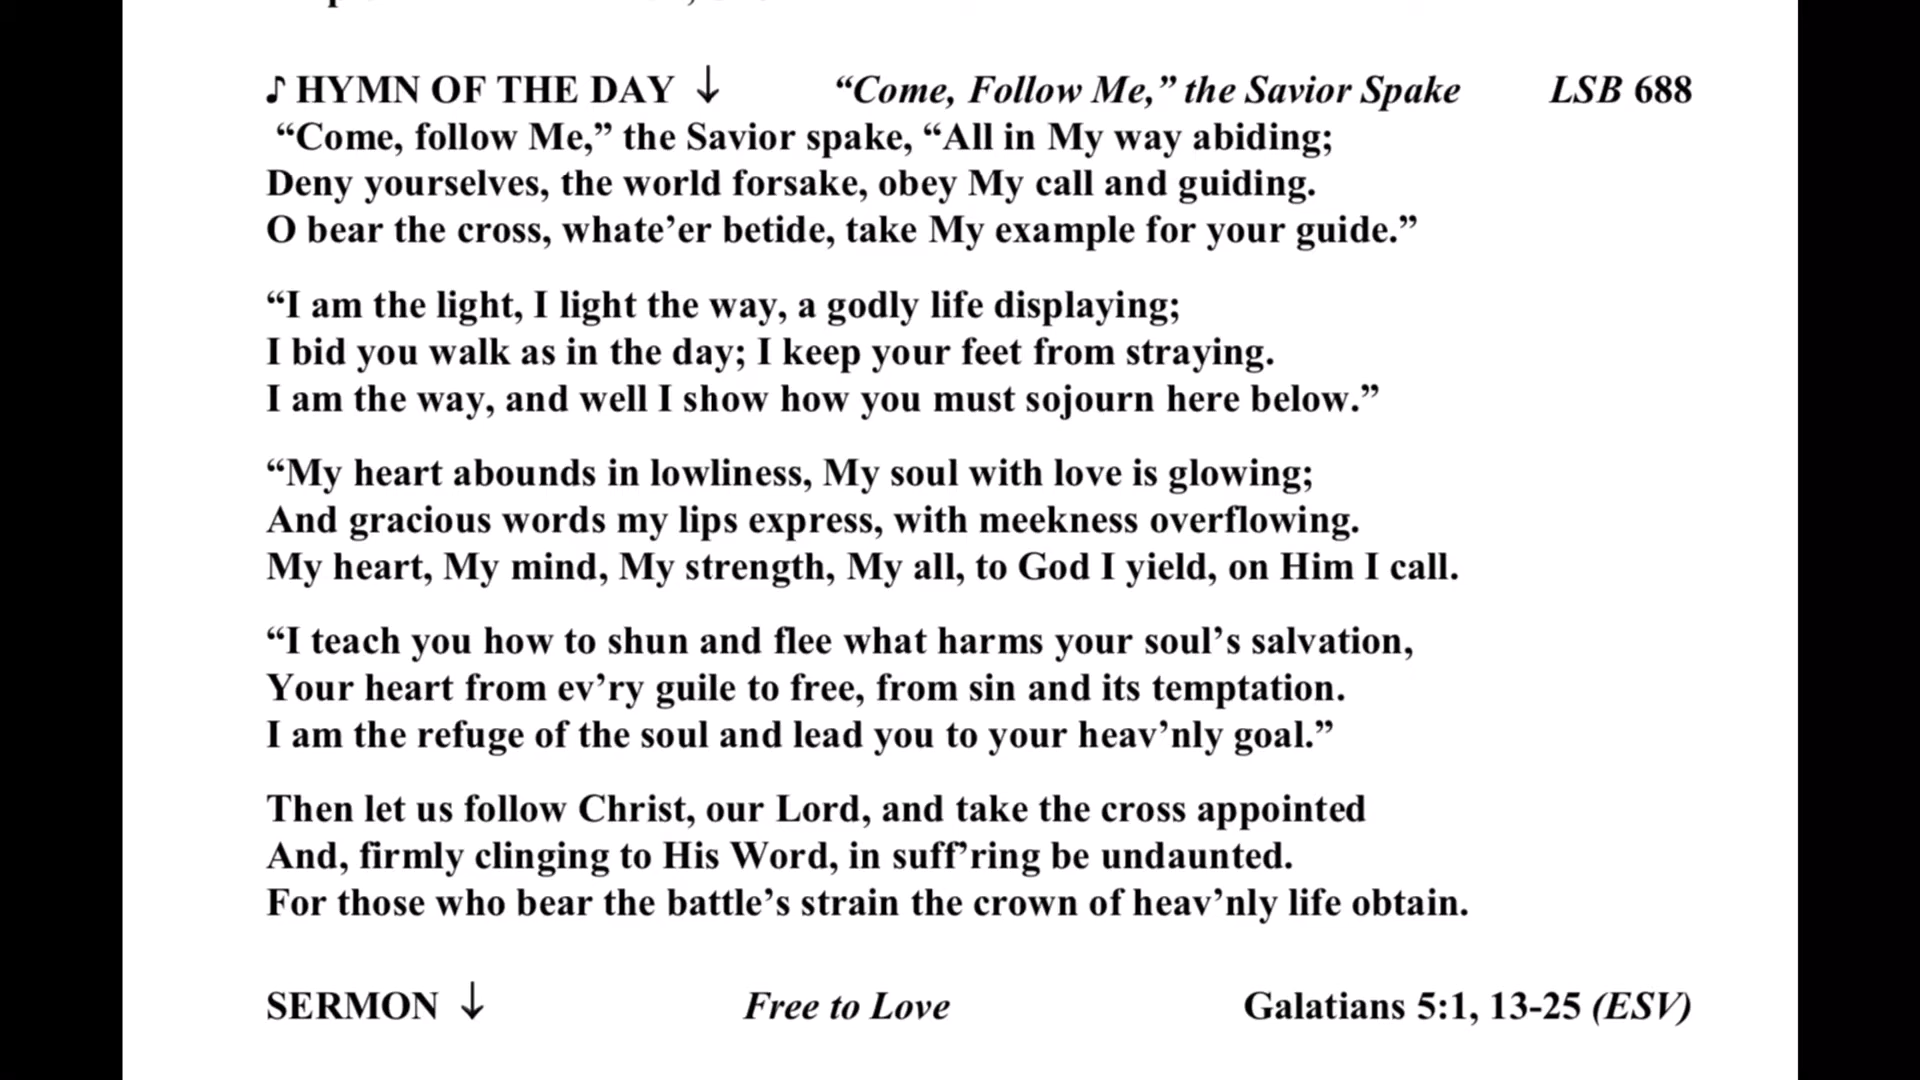 ♪ HYMN OF THE DAY ↓ “Come, Follow Me,” the Savior Spake LSB 688
“Come, follow Me,” the Savior spake, “All in My way abiding;
Deny yourselves, the world forsake, obey My call and guiding.
O bear the cross, whate’er betide, take My example for your guide.”
“I am the light, I light the way, a godly life displaying;
I bid you walk as in the day; I keep your feet from straying.
I am the way, and well I show how you must sojourn here below.”
“My heart abounds in lowliness, My soul with love is glowing;
And gracious words my lips express, with meekness overflowing.
My heart, My mind, My strength, My all, to God I yield, on Him I call.
“I teach you how to shun and flee what harms your soul’s salvation,
Your heart from ev’ry guile to free, from sin and its temptation.
I am the refuge of the soul and lead you to your heav’nly goal.”
Then let us follow Christ, our Lord, and take the cross appointed
And, firmly clinging to His Word, in suff’ring be undaunted.
For those who bear the battle’s strain the crown of heav’nly life obtain.
SERMON ↓ Free to Love Galatians 5:1, 13-25 (ESV)